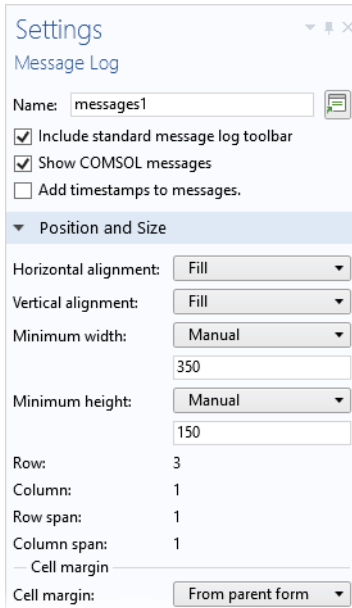 Settings
Message Log
Name: messages1
Include standard message log toolbar
Show COMSOL messages
Add timestamps to messages.
Position and Size
Horizontal alignment: Fill
Vertical alignment: Fill
Minimum width: Manual
350
Minimum height: Manual
150
Row: 3
Column: 1
Row span: 1
Column span: 1
Cell margin
Cell margin: From parent form